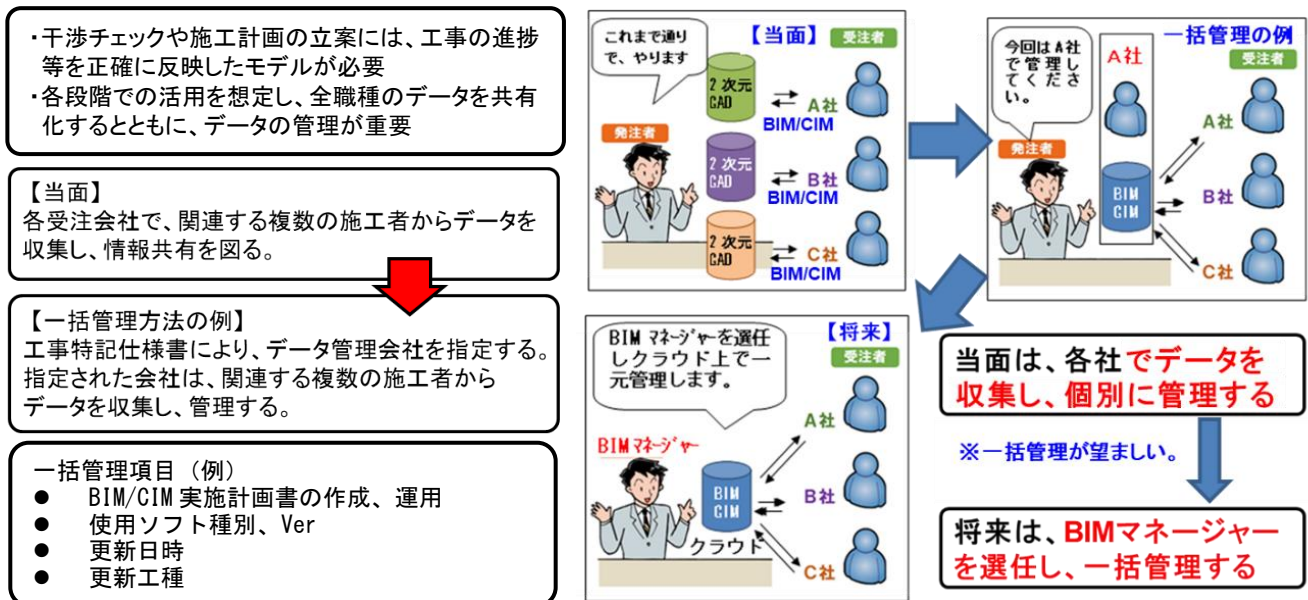 ・干渉チェックや施工計画の立案には、工事の進捗
等を正確に反映したモデルが必要
・各段階での活用を想定し、全職種のデータを共有
化するとともに、データの管理が重要
【当面】
各受注会社で、関連する複数の施工者からデータを
収集し、情報共有を図る。
【一括管理方法の例】
工事特記仕様書により、データ管理会社を指定する。
指定された会社は、関連する複数の施工者から
データを収集し、管理する。
一括管理項目（例）
● BIM/CIM 実施計画書の作成、運用
● 使用ソフト種別、Ver
● 更新日時
● 更新工種
これまで通り
で、やります
【当面】
受注者
発注者
2 次元
CAD
A社
BIM/CIM
2 次元
CAD
B社
BIM/CIM
2 次元
CAD
C社
BIM/CIM
一括管理の例
受注者
今回は A 社
で管理し
てくださ
い。
A社
発注者
BIM
CIM
A社
B社
C社
【将来】
受注者
BIM マネージャーを選任
しクラウド上で一
元管理します。
BIM マネージャー
BIM
CIM
クラウド
A社
B社
C社
当面は、各社でデータを
収集し、個別に管理する
※一括管理が望ましい。
将来は、BIMマネージャー
を選任し、一括管理する